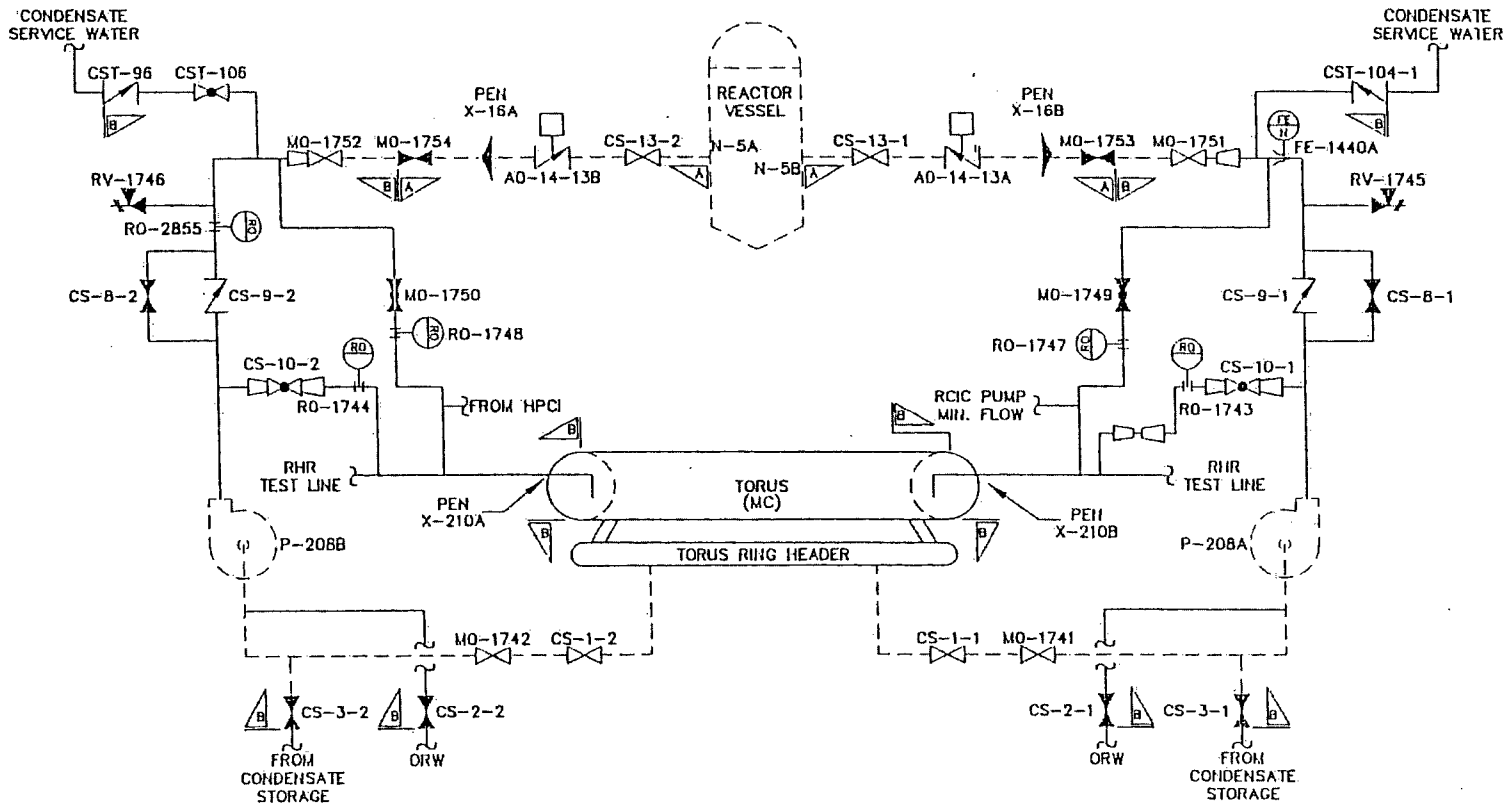 CONDENSATE
SERVICE WATER
CONDENSATE
SERVICE WATER
CST-96
CST-106
REACTOR
VESSEL
CST-104-1
B
B
PEN
X-16A
PEN
X-16B
FE
N
FE-1440A
MO-1752
MO-1754
CS-13-2
N-5A
N-5B
CS-13-1
MO-1753
MO-1751
AO-14-13B
AO-14-13A
B
A
A
A
A
B
RV-1746
RV-1745
RO-2855
RO
CS-8-2
CS-9-2
MO-1750
MO-1749
CS-9-1
CS-8-1
RO
RO-1748
RO-1747
RO
CS-10-2
RO
RO
CS-10-1
RO-1744
FROM HPCI
RCIC PUMP
MIN. FLOW
RO-1743
B
B
RHR
TEST LINE
TORUS
(MC)
RHR
TEST LINE
PEN
X-210A
PEN
X-210B
B
B
P-208B
TORUS RING HEADER
P-208A
MO-1742
CS-1-2
CS-1-1
MO-1741
B
CS-3-2
B
CS-2-2
CS-2-1
B
CS-3-1
B
FROM
CONDENSATE
STORAGE
ORW
ORW
FROM
CONDENSATE
STORAGE